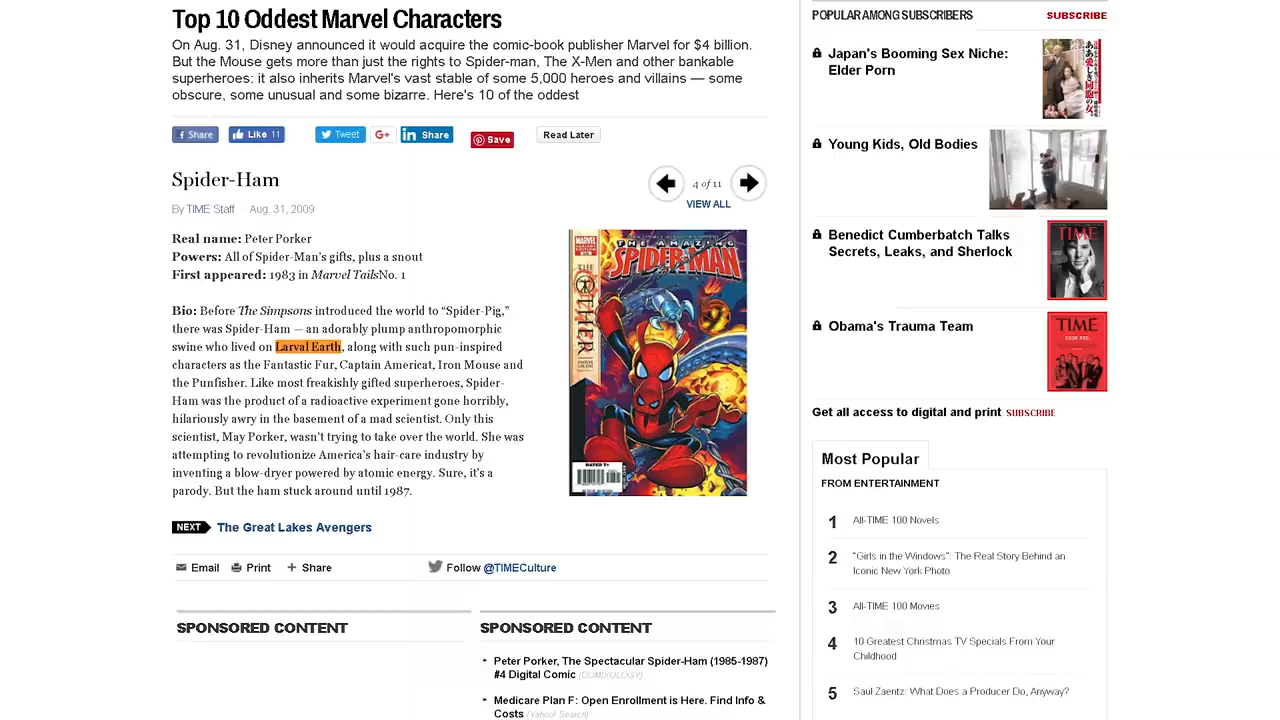 Top 10 Oddest Marvel Characters
On Aug. 31, Disney announced it would acquire the comic-book publisher Marvel for $4 billion.
But the Mouse gets more than just the rights to Spider-man, The X-Men and other bankable
superheroes: it also inherits Marvel's vast stable of some 5,000 heroes and villains — some
obscure, some unusual and some bizarre. Here's 10 of the oddest
Share
Like 11
Tweet
G+
in Share
Save
Read Later
Spider-Ham
4 of 11
VIEW ALL
By TIME Staff Aug. 31, 2009
Real name: Peter Porker
Powers: All of Spider-Man's gifts, plus a snout
First appeared: 1983 in Marvel TailsNo. 1
Bio: Before The Simpsons introduced the world to “Spider-Pig,”
there was Spider-Ham — an adorably plump anthropomorphic
swine who lived on Larval Earth, along with such pun-inspired
characters as the Fantastic Fur, Captain Americat, Iron Mouse and
the Punfisher. Like most freakishly gifted superheroes, Spider-
Ham was the product of a radioactive experiment gone horribly,
hilariously awry in the basement of a mad scientist. Only this
scientist, May Porker, wasn't trying to take over the world. She was
attempting to revolutionize America's hair-care industry by
inventing a blow-dryer powered by atomic energy. Sure, it's a
parody. But the ham stuck around until 1987.
MARVEL
THE AMAZING
SPIDER-MAN
THE
OTHER
RATED T+
NEXT The Great Lakes Avengers
Email Print + Share Follow @TIMECulture
SPONSORED CONTENT
SPONSORED CONTENT
Peter Porker, The Spectacular Spider-Ham (1985-1987)
#4 Digital Comic (COMIXOLOGY)
Medicare Plan F: Open Enrollment is Here. Find Info &
Costs (Yahoo! Search)
POPULAR AMONG SUBSCRIBERS
SUBSCRIBE
Japan's Booming Sex Niche:
Elder Porn
Young Kids, Old Bodies
Benedict Cumberbatch Talks
Secrets, Leaks, and Sherlock
TIME
Obama's Trauma Team
TIME
CODE RED
Get all access to digital and print SUBSCRIBE
Most Popular
FROM ENTERTAINMENT
1 All-TIME 100 Novels
2 "Girls in the Windows": The Real Story Behind an
Iconic New York Photo
3 All-TIME 100 Movies
4 10 Greatest Christmas TV Specials From Your
Childhood
5 Saul Zaentz: What Does a Producer Do, Anyway?